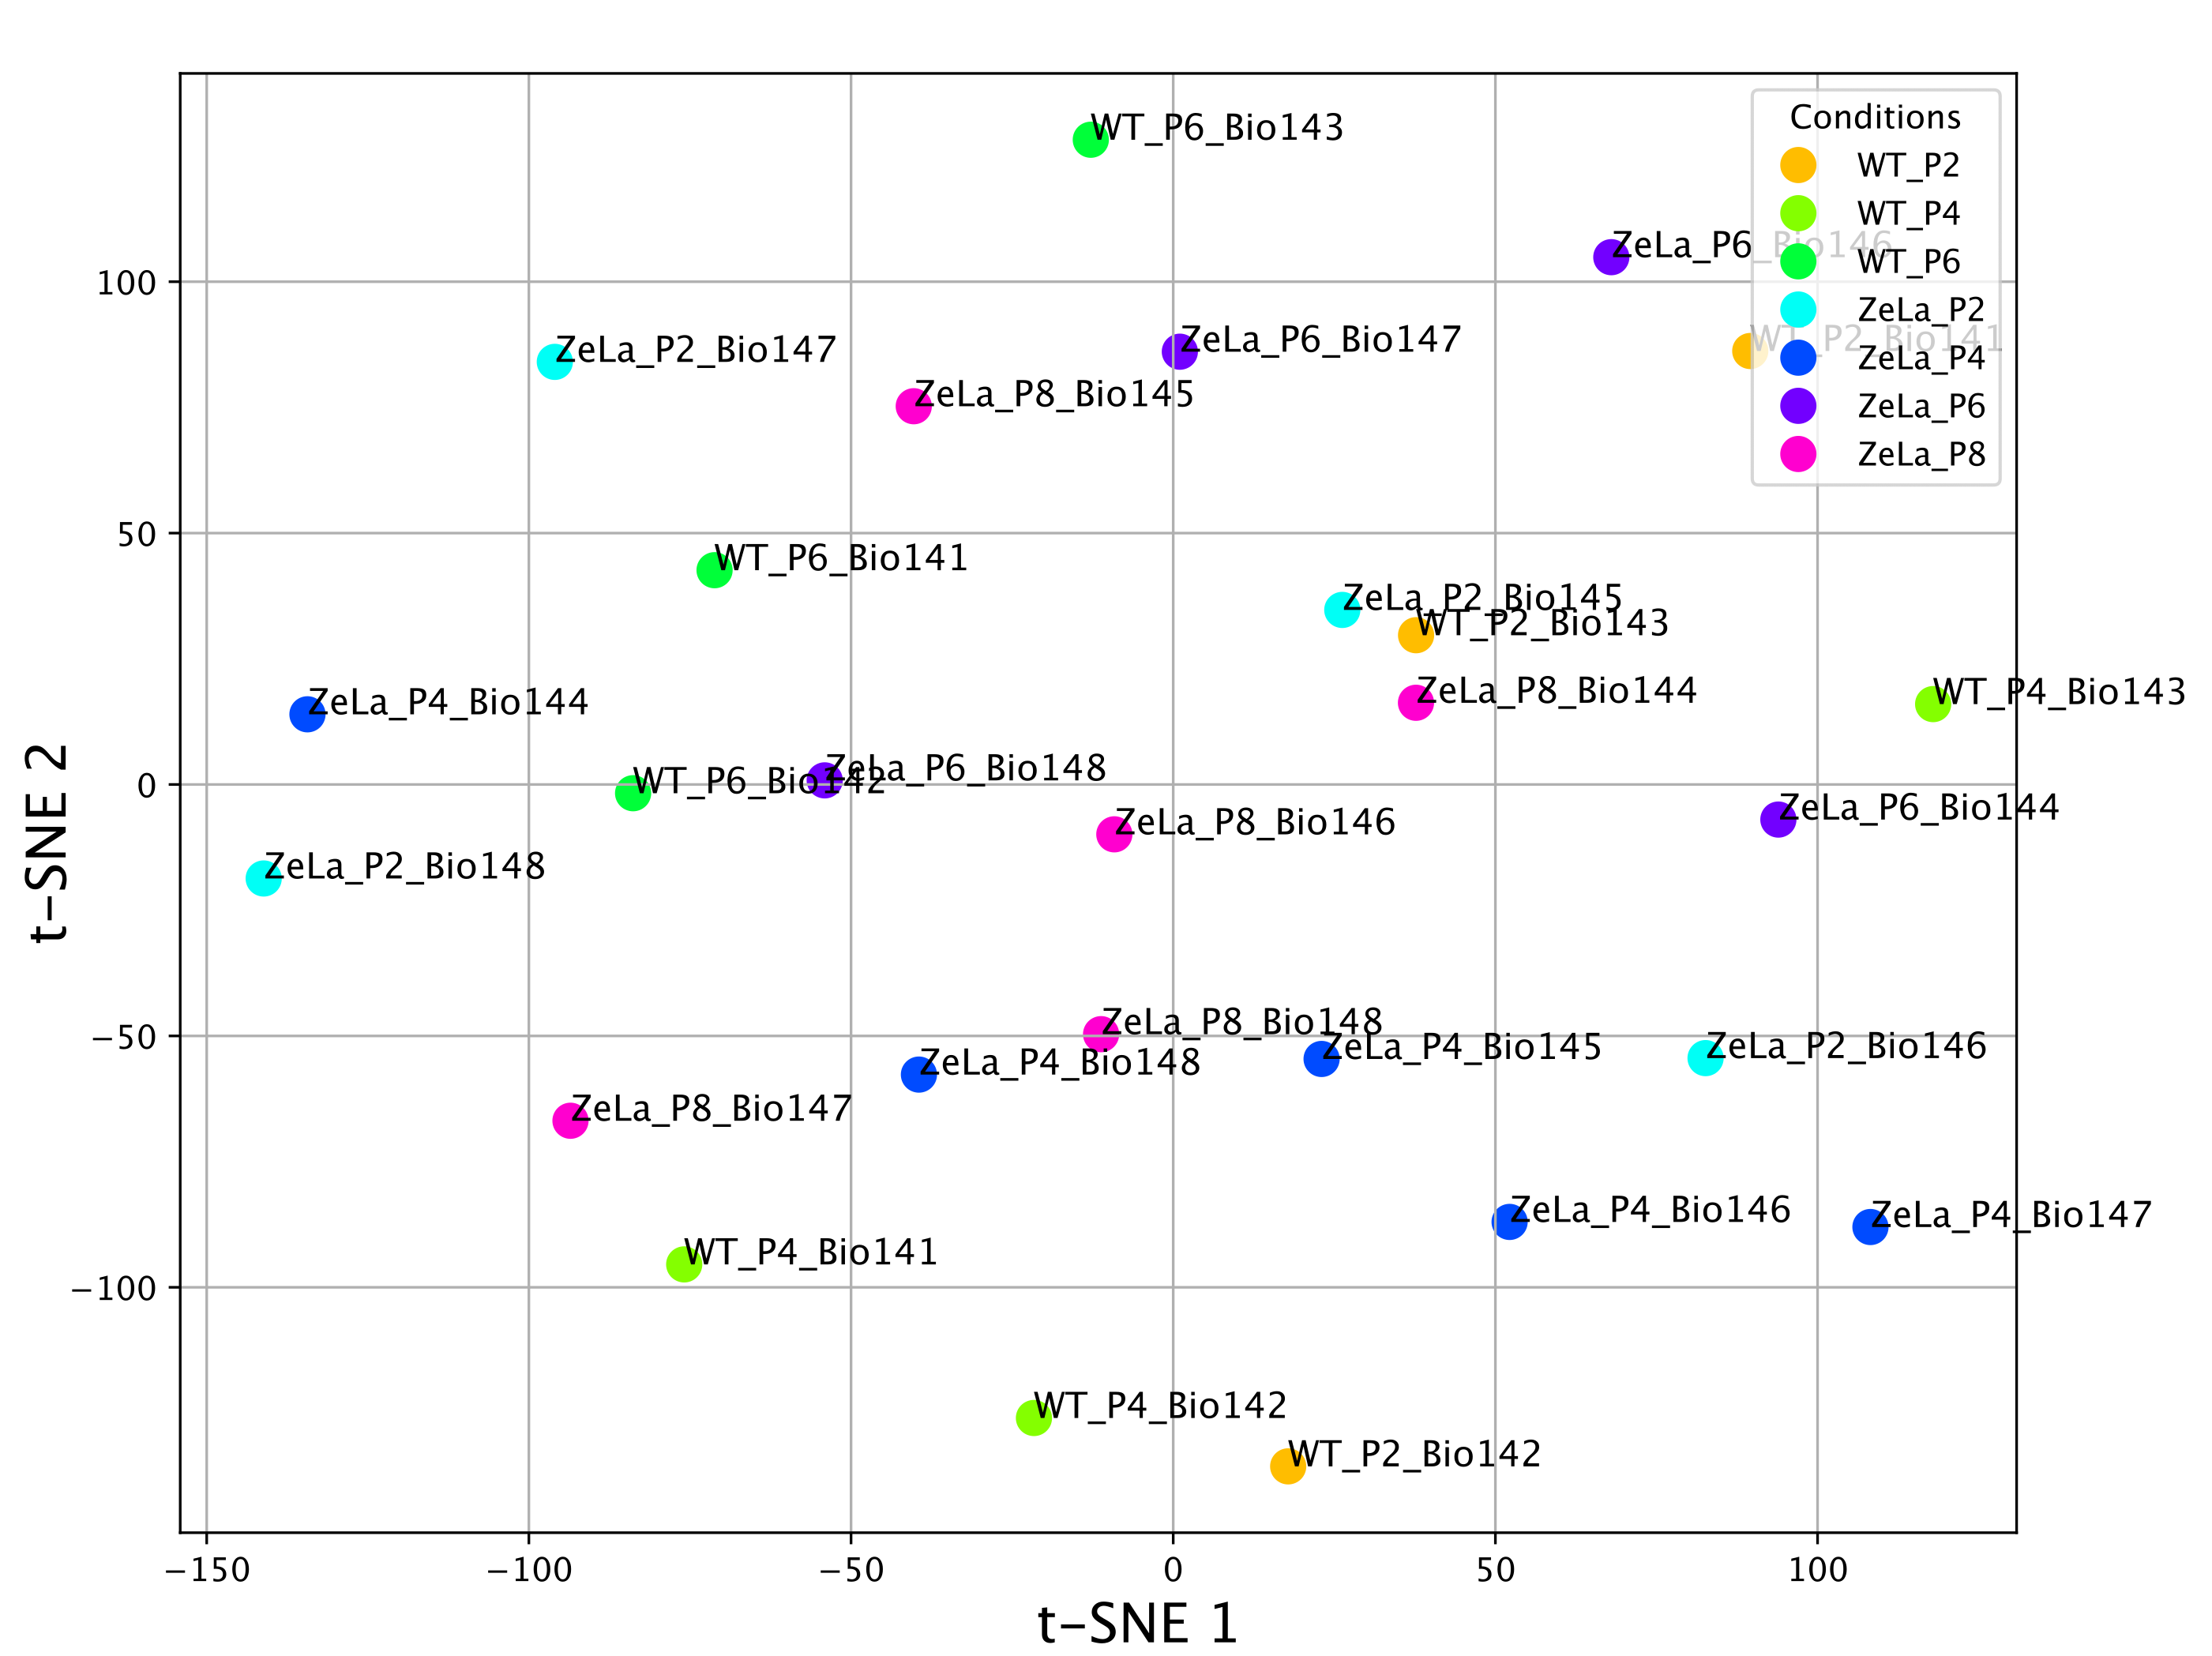 WT_P6_Bio143
Conditions
WT_P2
WT_P4
WT_P6
ZeLa_P2
ZeLa_P4
ZeLa_P6
ZeLa_P8
ZeLa_P6_Bio146
WT_P2_Bio141
ZeLa_P6_Bio147
ZeLa_P2_Bio147
ZeLa_P8_Bio145
WT_P6_Bio141
ZeLa_P2_Bio145
WT_P2_Bio143
ZeLa_P8_Bio144
WT_P4_Bio143
ZeLa_P4_Bio144
ZeLa_P6_Bio148
WT_P6_Bio142
ZeLa_P6_Bio144
ZeLa_P8_Bio146
ZeLa_P2_Bio148
ZeLa_P8_Bio148
ZeLa_P4_Bio145
ZeLa_P2_Bio146
ZeLa_P4_Bio148
ZeLa_P8_Bio147
ZeLa_P4_Bio146
ZeLa_P4_Bio147
WT_P4_Bio141
WT_P4_Bio142
WT_P2_Bio142
100
50
0
−50
−100
t-SNE 2
−150
−100
−50
0
50
100
t-SNE 1